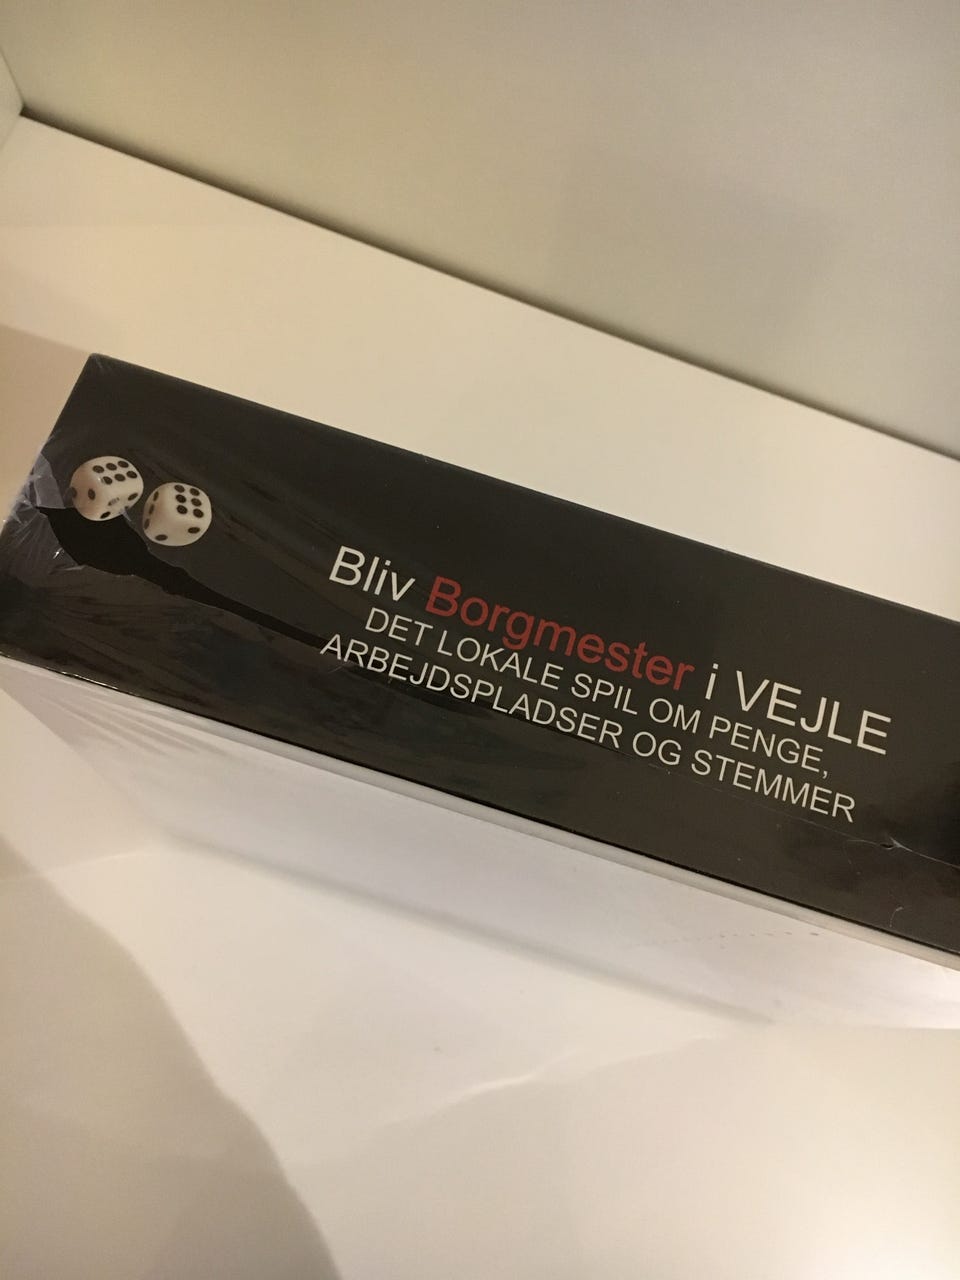 Bliv Borgmester i VEJLE
DET LOKALE SPIL OM PENGE,
ARBEJDSPLADSER OG STEMMER